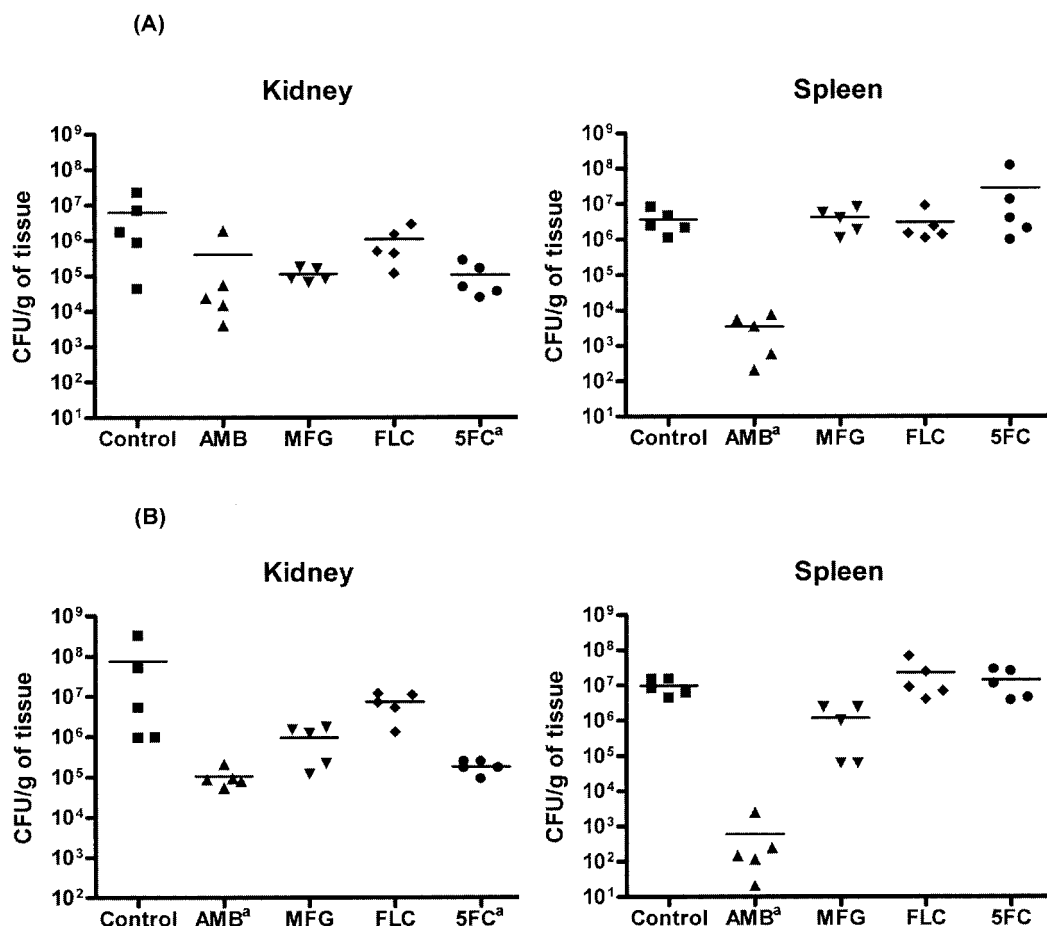 (A)
Kidney
Spleen
CFU/g of tissue
10⁹
10⁸
10⁷
10⁶
10⁵
10⁴
10³
10²
10¹
Control AMB MFG FLC 5FCᵃ
CFU/g of tissue
10⁹
10⁸
10⁷
10⁶
10⁵
10⁴
10³
10²
10¹
Control AMBᵃ MFG FLC 5FC
(B)
Kidney
Spleen
CFU/g of tissue
10⁹
10⁸
10⁷
10⁶
10⁵
10⁴
10³
10²
Control AMBᵃ MFG FLC 5FCᵃ
CFU/g of tissue
10⁹
10⁸
10⁷
10⁶
10⁵
10⁴
10³
10²
10¹
Control AMBᵃ MFG FLC 5FC